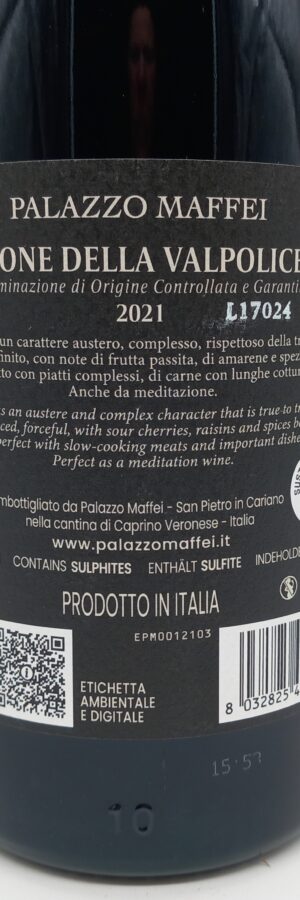 PALAZZO MAFFEI
ONE DELLA VALPOLICE
minazione di Origine Controllata e Garanti
2021
L17024
un carattere austero, complesso, rispettoso della tr
finito, con note di frutta passita, di amarene e spez
tto con piatti complessi, di carne con lunghe cottur
Anche da meditazione.
as an austere and complex character that is true to tr
ced, forceful, with sour cherries, raisins and spices b
perfect with slow-cooking meats and important dishe
Perfect as a meditation wine.
mbottigliato da Palazzo Maffei - San Pietro in Cariano
nella cantina di Caprino Veronese - Italia
www.palazzomaffei.it
CONTAINS SULPHITES ENTHÄLT SULFITE INDEHOLDE
PRODOTTO IN ITALIA
EPM0012103
ETICHETTA
AMBIENTALE
E DIGITALE
8 032825 4
15:53
10